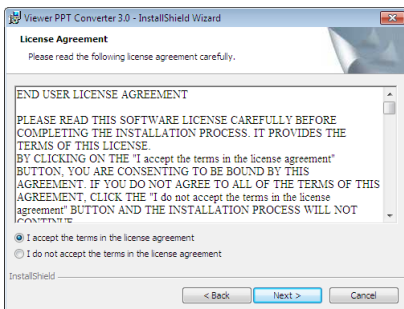 Viewer PPT Converter 3.0 - InstallShield Wizard
License Agreement
Please read the following license agreement carefully.
END USER LICENSE AGREEMENT
PLEASE READ THIS SOFTWARE LICENSE CAREFULLY BEFORE
COMPLETING THE INSTALLATION PROCESS. IT PROVIDES THE
TERMS OF THIS LICENSE.
BY CLICKING ON THE "I accept the terms in the license agreement"
BUTTON, YOU ARE CONSENTING TO BE BOUND BY THIS
AGREEMENT. IF YOU DO NOT AGREE TO ALL OF THE TERMS OF THIS
AGREEMENT, CLICK THE "I do not accept the terms in the license
agreement" BUTTON AND THE INSTALLATION PROCESS WILL NOT
CONTINUE
I accept the terms in the license agreement
I do not accept the terms in the license agreement
InstallShield
< Back
Next >
Cancel